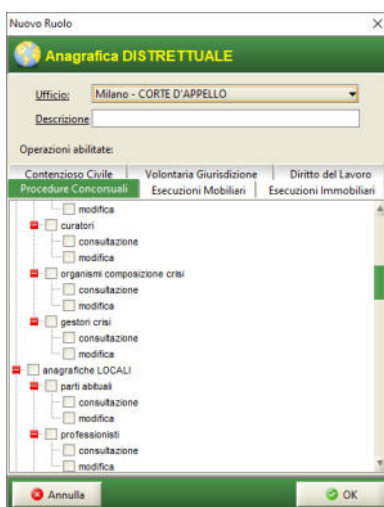 Nuovo Ruolo
Anagrafica DISTRETTUALE
Ufficio: Milano - CORTE D'APPELLO
Descrizione
Operazioni abilitate:
Contenzioso Civile Volontaria Giurisdizione Diritto del Lavoro
Procedure Concorsuali Esecuzioni Mobiliari Esecuzioni Immobiliari
modifica
curatori
consultazione
modifica
organismi composizione crisi
consultazione
modifica
gestori crisi
consultazione
modifica
anagrafiche LOCALI
parti abituali
consultazione
modifica
professionisti
consultazione
modifica
Annulla OK